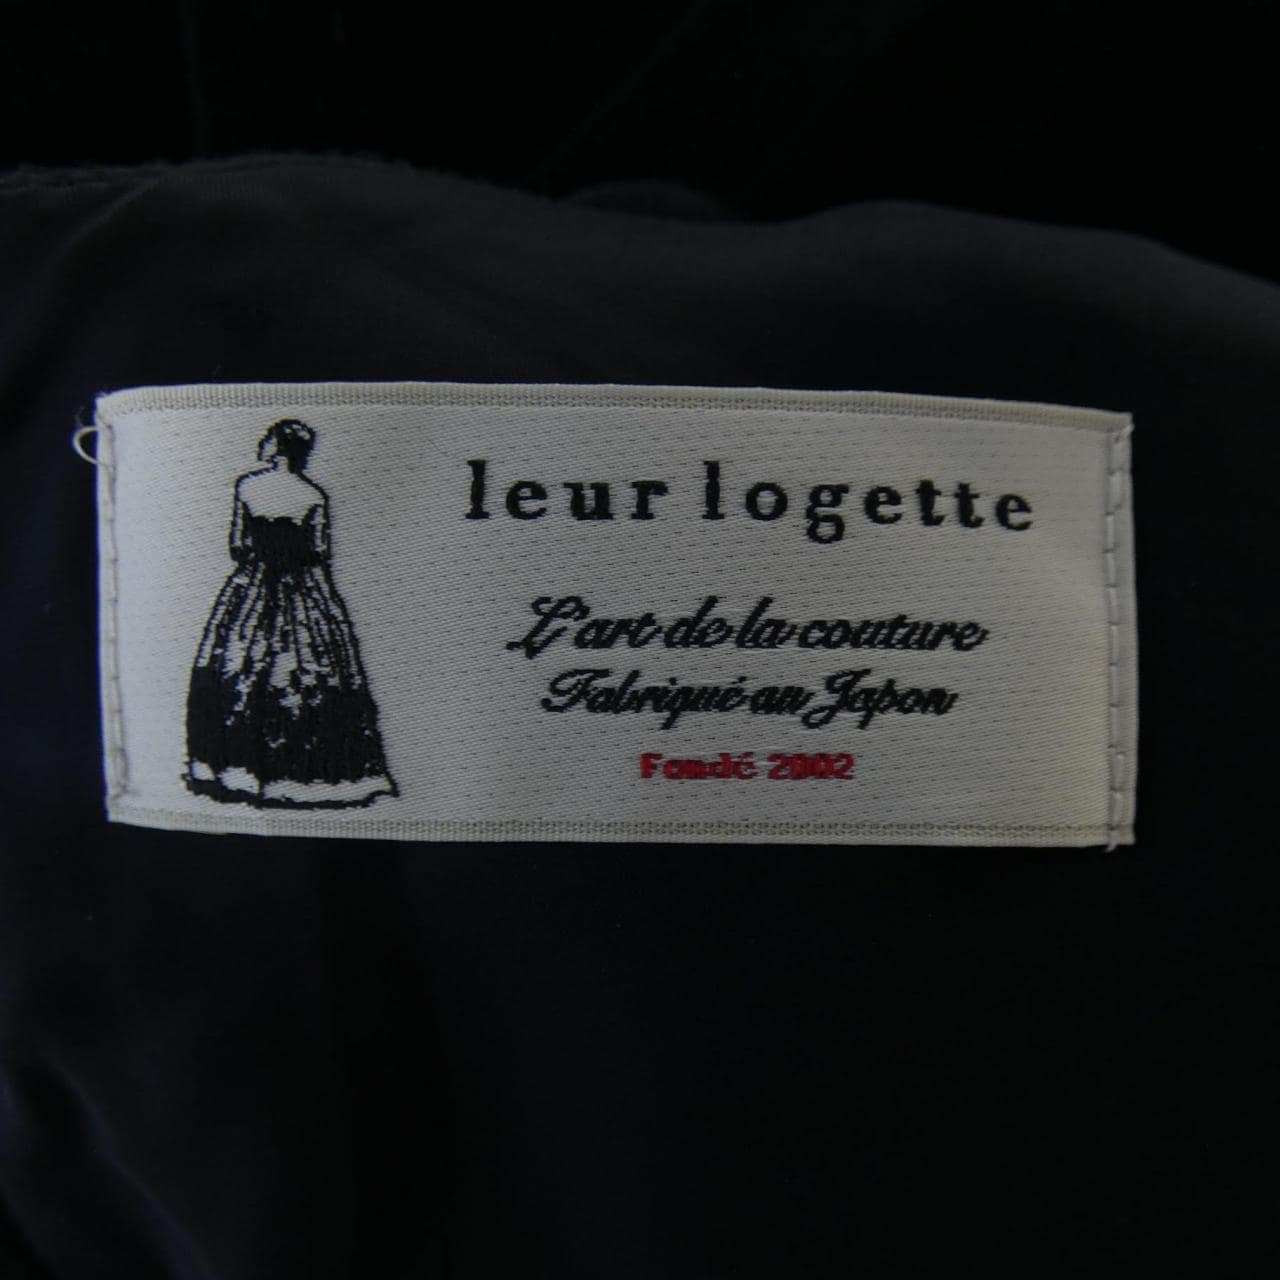 leur logette
L'art de la couture
Fabriqué au Japon
Fondé 2002